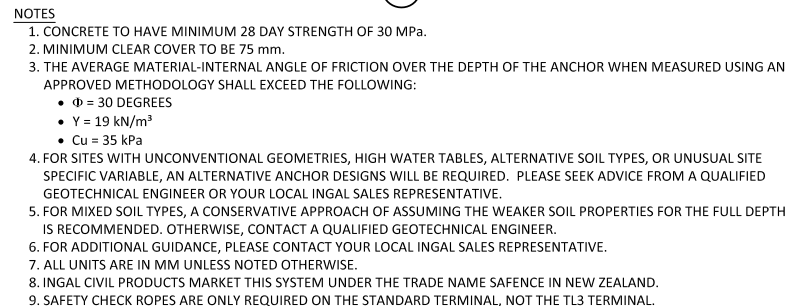 NOTES
1. CONCRETE TO HAVE MINIMUM 28 DAY STRENGTH OF 30 MPa.
2. MINIMUM CLEAR COVER TO BE 75 mm.
3. THE AVERAGE MATERIAL-INTERNAL ANGLE OF FRICTION OVER THE DEPTH OF THE ANCHOR WHEN MEASURED USING AN
APPROVED METHODOLOGY SHALL EXCEED THE FOLLOWING:
• Φ = 30 DEGREES
• Y = 19 kN/m³
• Cu = 35 kPa
4. FOR SITES WITH UNCONVENTIONAL GEOMETRIES, HIGH WATER TABLES, ALTERNATIVE SOIL TYPES, OR UNUSUAL SITE
SPECIFIC VARIABLE, AN ALTERNATIVE ANCHOR DESIGNS WILL BE REQUIRED. PLEASE SEEK ADVICE FROM A QUALIFIED
GEOTECHNICAL ENGINEER OR YOUR LOCAL INGAL SALES REPRESENTATIVE.
5. FOR MIXED SOIL TYPES, A CONSERVATIVE APPROACH OF ASSUMING THE WEAKER SOIL PROPERTIES FOR THE FULL DEPTH
IS RECOMMENDED. OTHERWISE, CONTACT A QUALIFIED GEOTECHNICAL ENGINEER.
6. FOR ADDITIONAL GUIDANCE, PLEASE CONTACT YOUR LOCAL INGAL SALES REPRESENTATIVE.
7. ALL UNITS ARE IN MM UNLESS NOTED OTHERWISE.
8. INGAL CIVIL PRODUCTS MARKET THIS SYSTEM UNDER THE TRADE NAME SAFENCE IN NEW ZEALAND.
9. SAFETY CHECK ROPES ARE ONLY REQUIRED ON THE STANDARD TERMINAL, NOT THE TL3 TERMINAL.